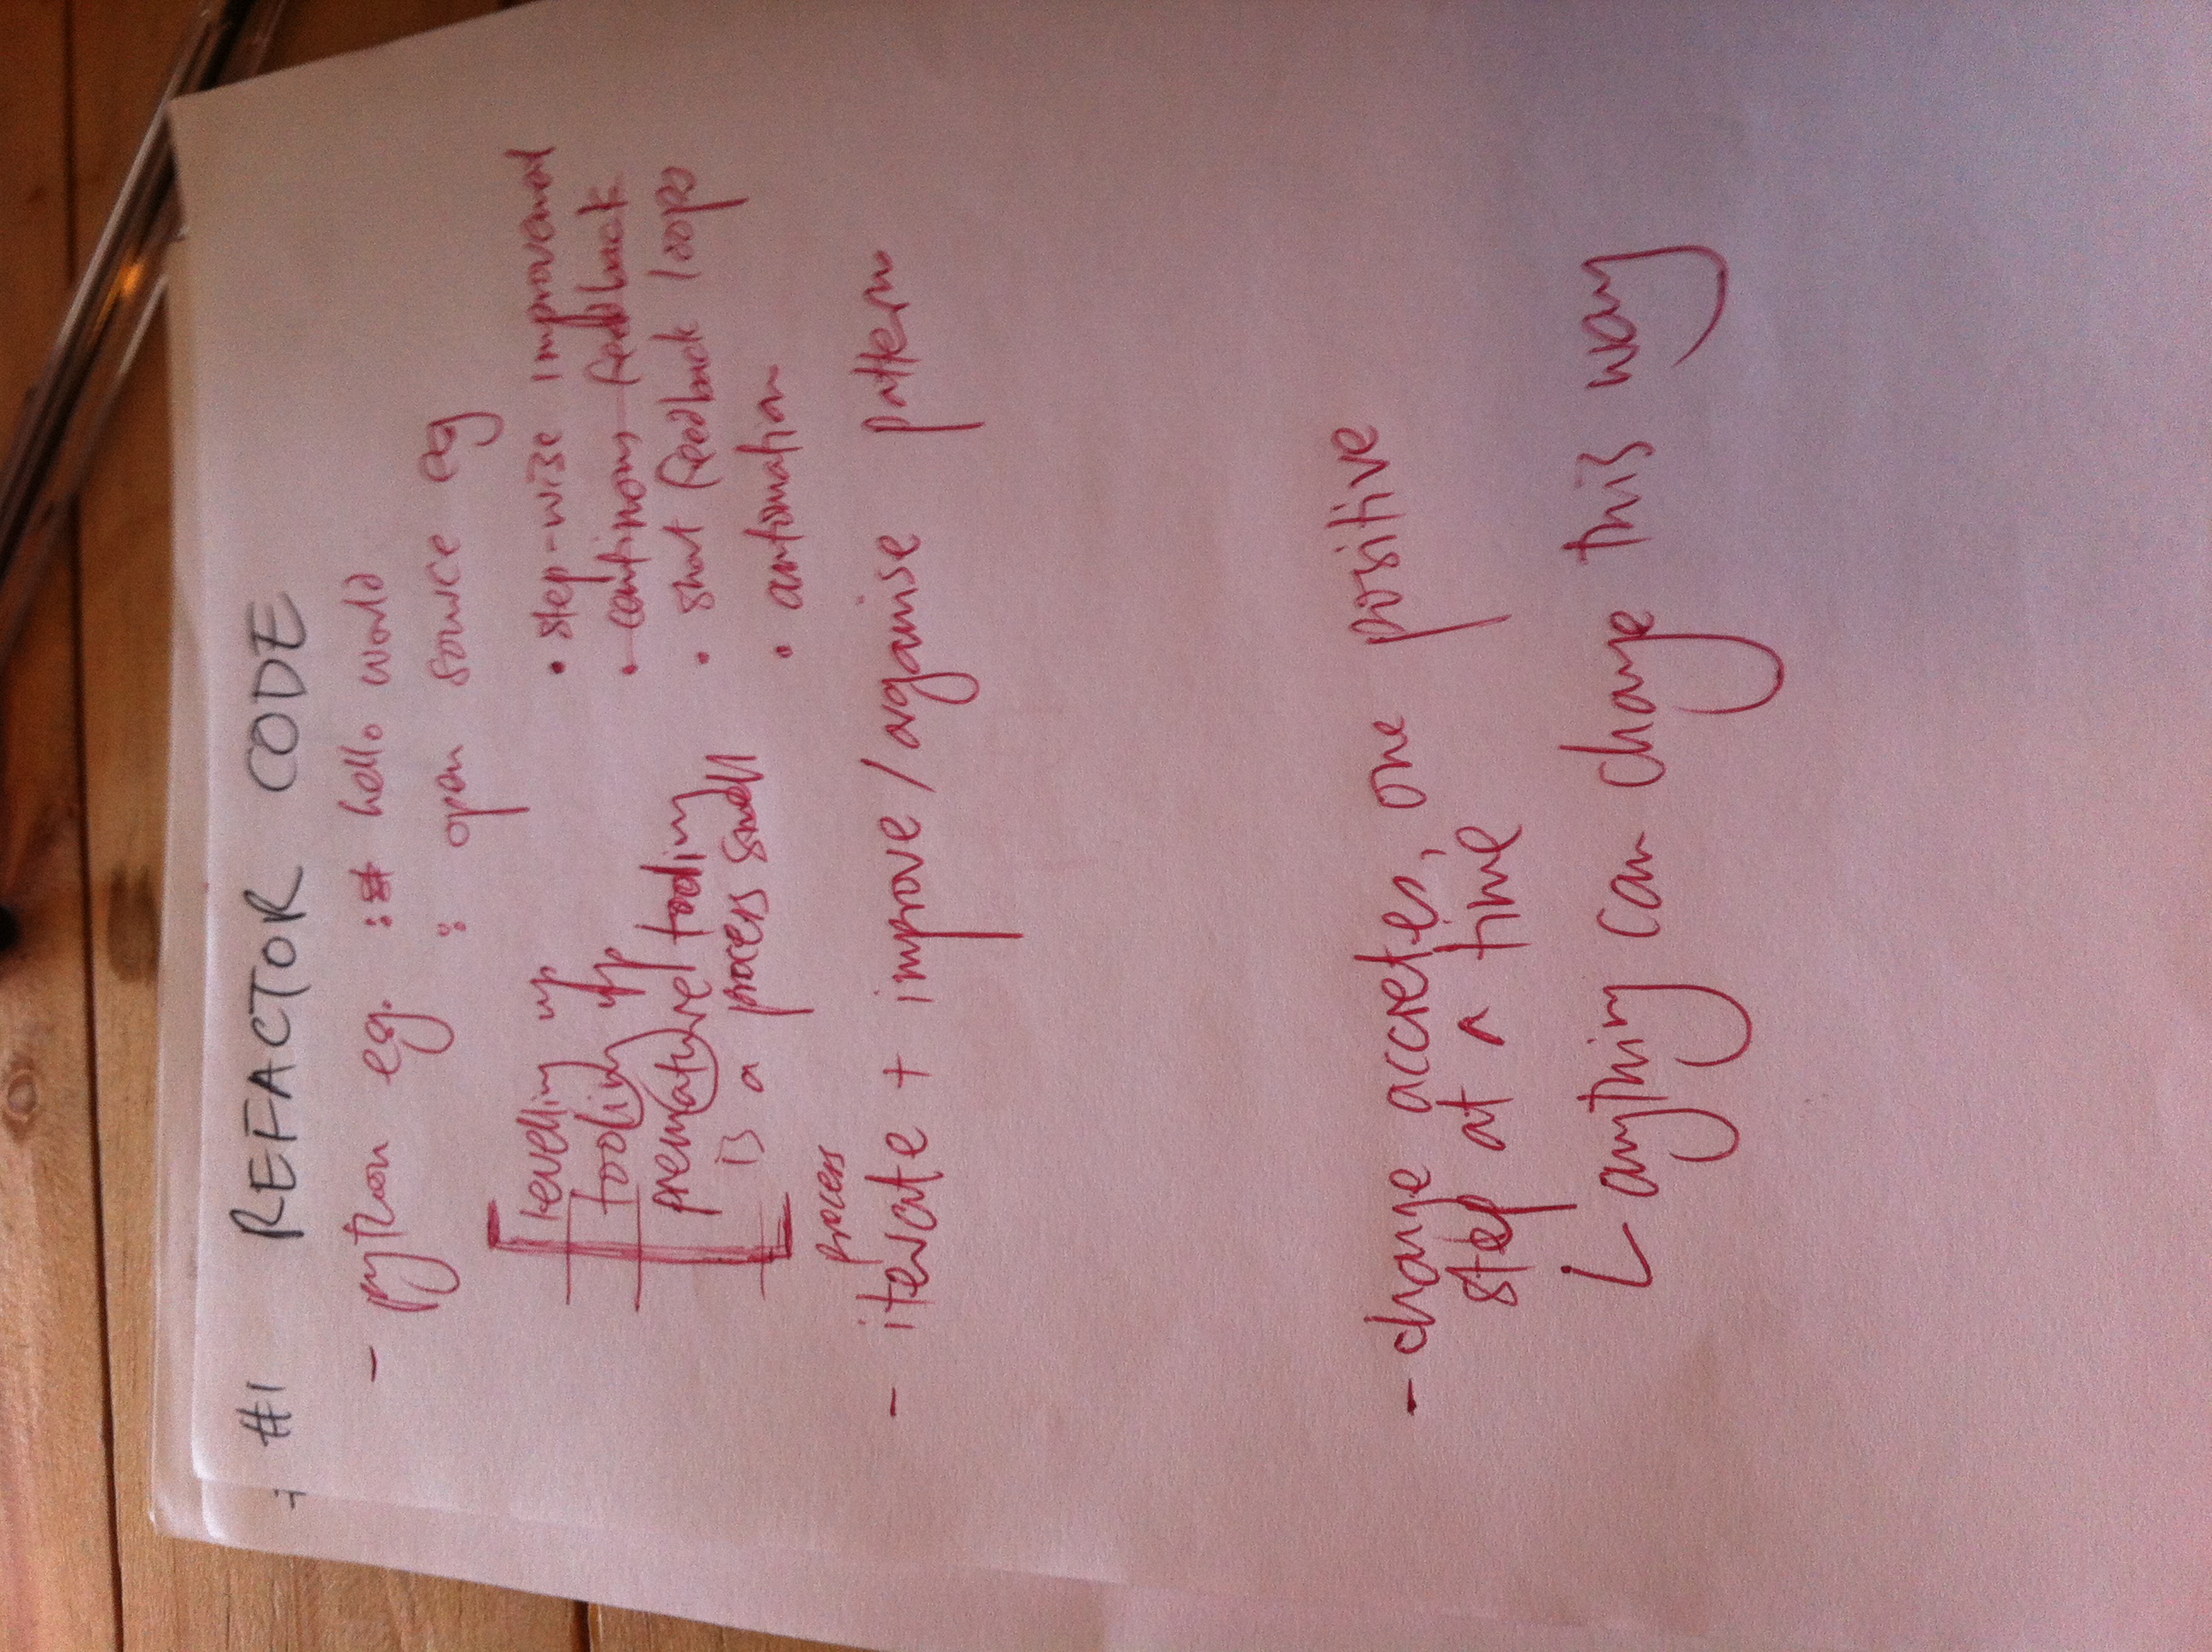 #1 REFACTOR CODE
- python eg. : hello world
: open source eg
levelling up
tooling up
premature tooling
is a process smell
process
• step-wise improvement
• continous feedback
• short feedback loops
• automation
- iterate + improve / organise patterns
- change accretes, one positive
step at a time
anything can change this way